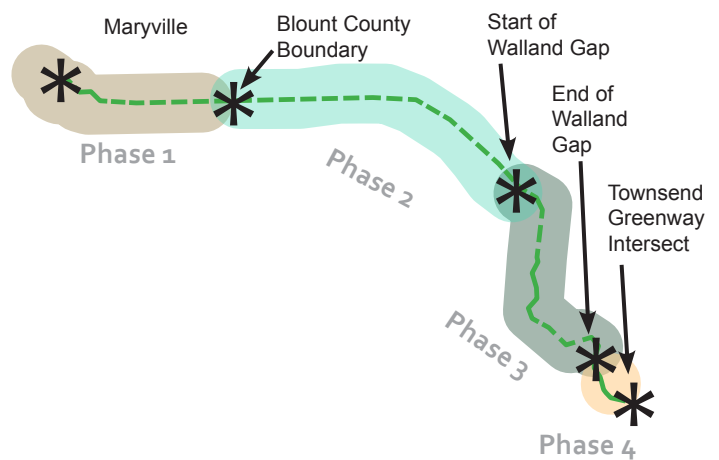 Maryville
Blount County
Boundary
Start of
Walland Gap
End of
Walland
Gap
Townsend
Greenway
Intersect
Phase 1
Phase 2
Phase 3
Phase 4